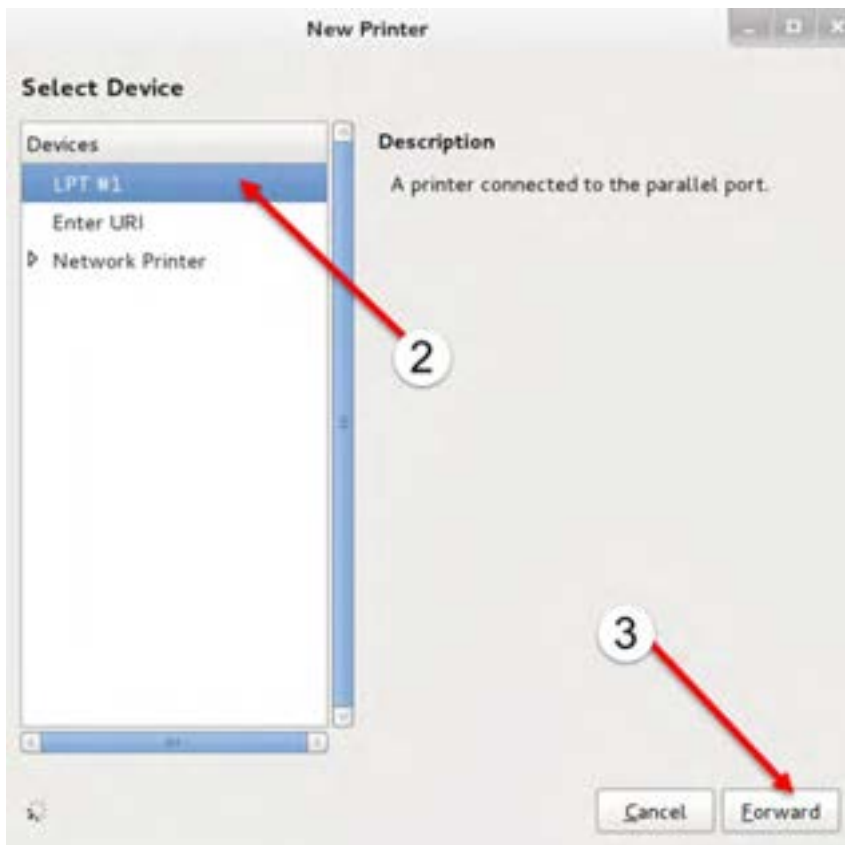 New Printer
Select Device
Devices
Description
LPT #1
A printer connected to the parallel port.
Enter URI
Network Printer
2
3
Cancel
Forward